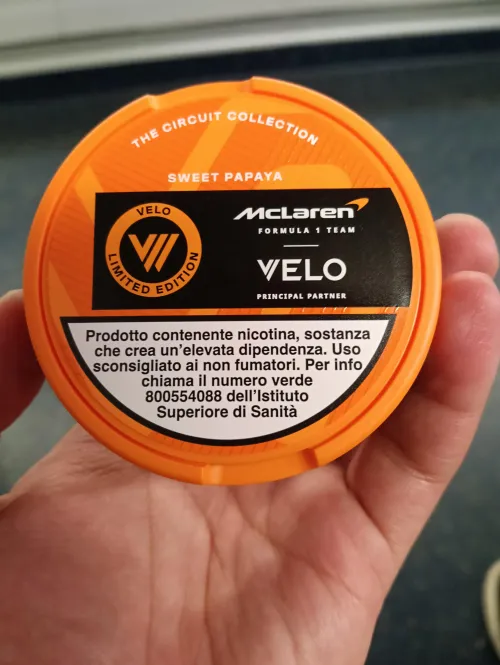 THE CIRCUIT COLLECTION
SWEET PAPAYA
VELO
LIMITED EDITION
McLaren
FORMULA 1 TEAM
VELO
PRINCIPAL PARTNER
Prodotto contenente nicotina, sostanza
che crea un'elevata dipendenza. Uso
sconsigliato ai non fumatori. Per info
chiama il numero verde
800554088 dell'Istituto
Superiore di Sanità